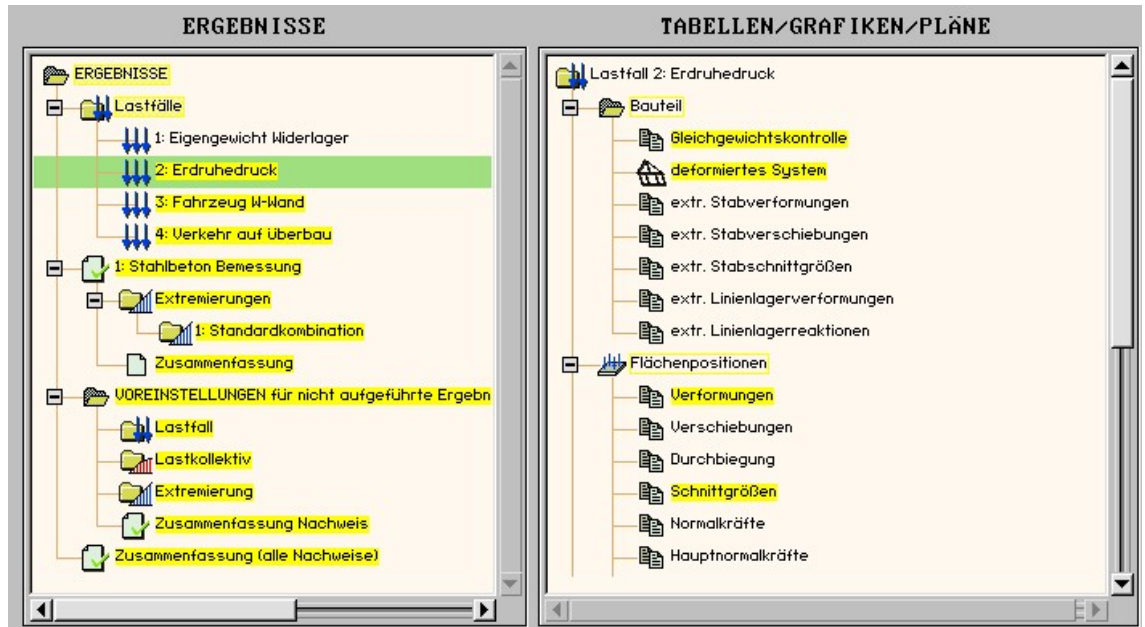 ERGEBNISSE
ERGEBNISSE
Lastfälle
1: Eigengewicht Widerlager
2: Erdruhedruck
3: Fahrzeug W-Wand
4: Verkehr auf überbau
1: Stahlbeton Bemessung
Extremierungen
1: Standardkombination
Zusammenfassung
VOREINSTELLUNGEN für nicht aufgeführte Ergebn
Lastfall
Lastkollektiv
Extremierung
Zusammenfassung Nachweis
Zusammenfassung (alle Nachweise)
TABELLEN/GRAFIKEN/PLÄNE
Lastfall 2: Erdruhedruck
Bauteil
Gleichgewichtskontrolle
deformiertes System
extr. Stabverformungen
extr. Stabverschiebungen
extr. Stabschnittgrößen
extr. Linienlagerverformungen
extr. Linienlagerreaktionen
Flächenpositionen
Verformungen
Verschiebungen
Durchbiegung
Schnittgrößen
Normalkräfte
Hauptnormalkräfte